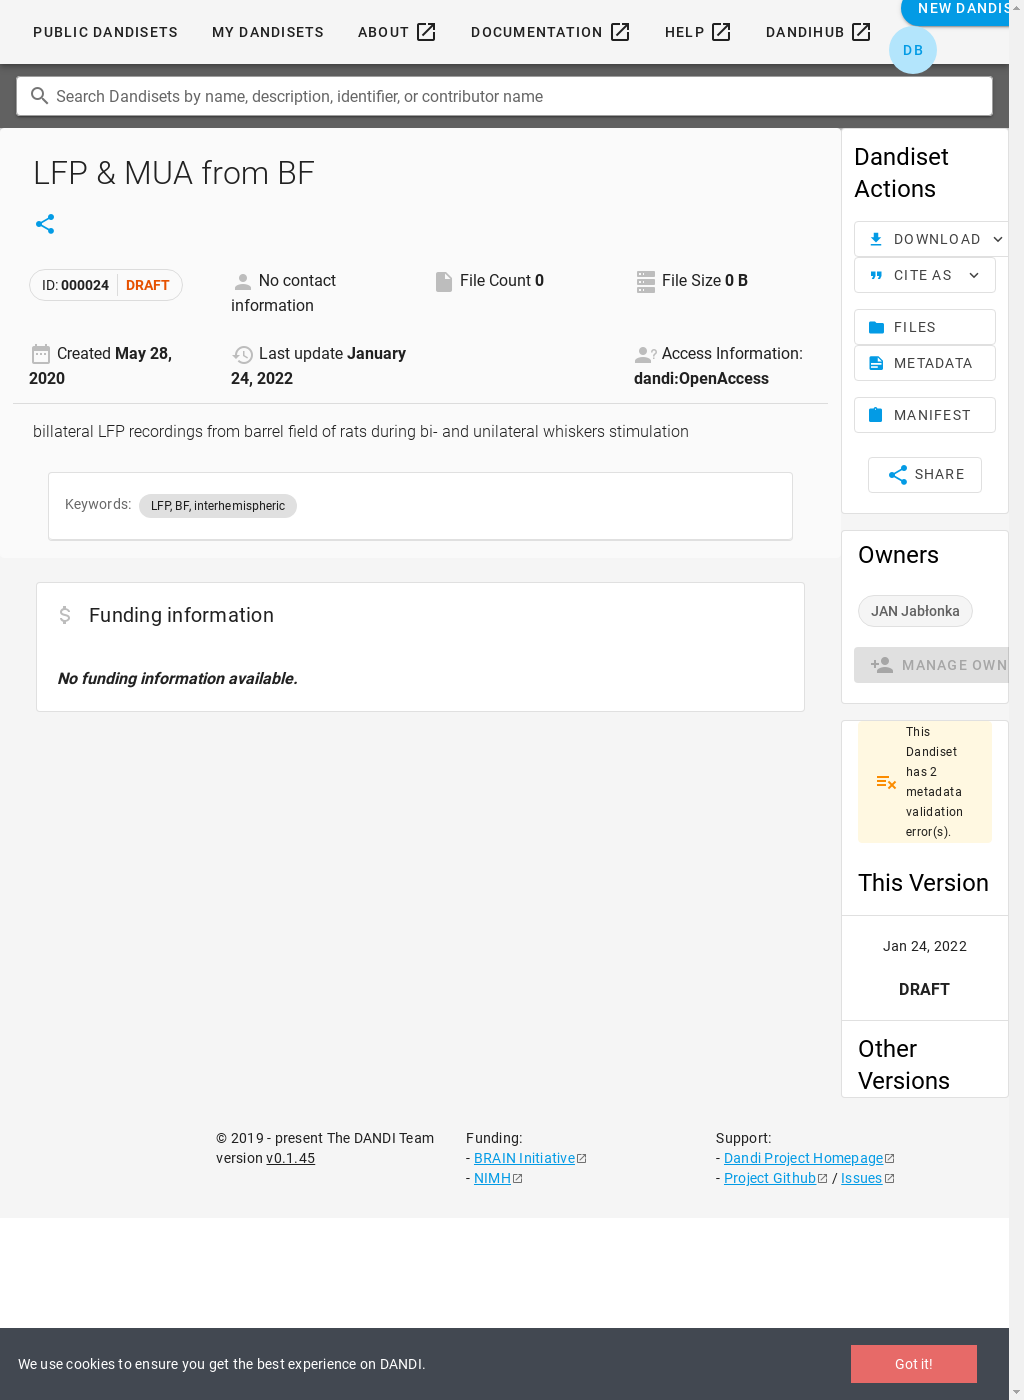 NEW DANDIS
PUBLIC DANDISETS
MY DANDISETS
ABOUT
DOCUMENTATION
HELP
DANDIHUB
DB
Search Dandisets by name, description, identifier, or contributor name
LFP & MUA from BF
ID: 000024 DRAFT
No contact
information
File Count 0
File Size 0 B
Created May 28,
2020
Last update January
24, 2022
Access Information:
dandi:OpenAccess
billateral LFP recordings from barrel field of rats during bi- and unilateral whiskers stimulation
Keywords: LFP, BF, interhemispheric
Funding information
No funding information available.
Dandiset
Actions
DOWNLOAD
CITE AS
FILES
METADATA
MANIFEST
SHARE
Owners
JAN Jabłonka
MANAGE OWN
This
Dandiset
has 2
metadata
validation
error(s).
This Version
Jan 24, 2022
DRAFT
Other
Versions
© 2019 - present The DANDI Team
version v0.1.45
Funding:
- BRAIN Initiative
- NIMH
Support:
- Dandi Project Homepage
- Project Github / Issues
We use cookies to ensure you get the best experience on DANDI.
Got it!